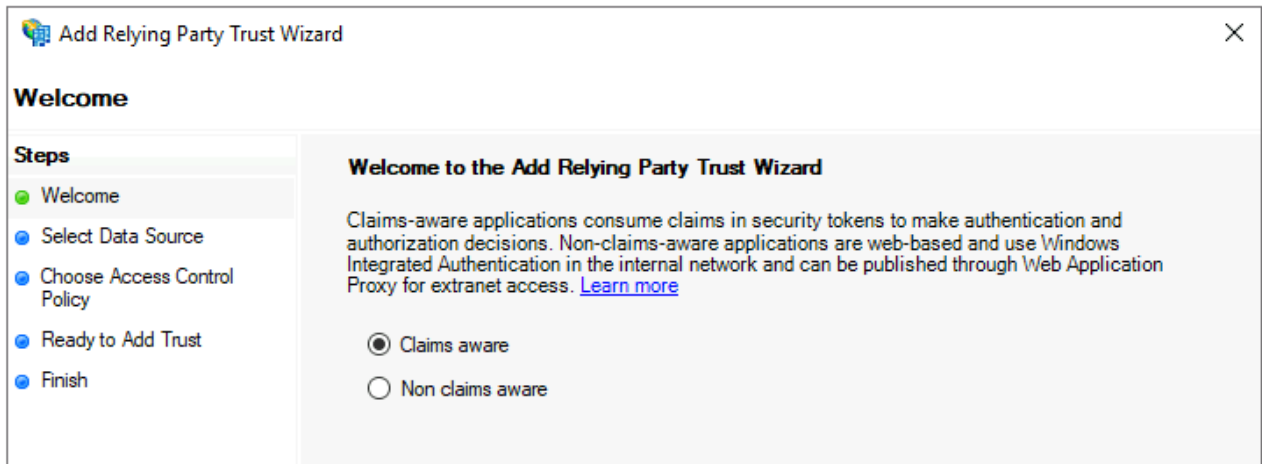 Add Relying Party Trust Wizard
Welcome
Steps
Welcome
Select Data Source
Choose Access Control
Policy
Ready to Add Trust
Finish
Welcome to the Add Relying Party Trust Wizard
Claims-aware applications consume claims in security tokens to make authentication and
authorization decisions. Non-claims-aware applications are web-based and use Windows
Integrated Authentication in the internal network and can be published through Web Application
Proxy for extranet access. Learn more
Claims aware
Non claims aware